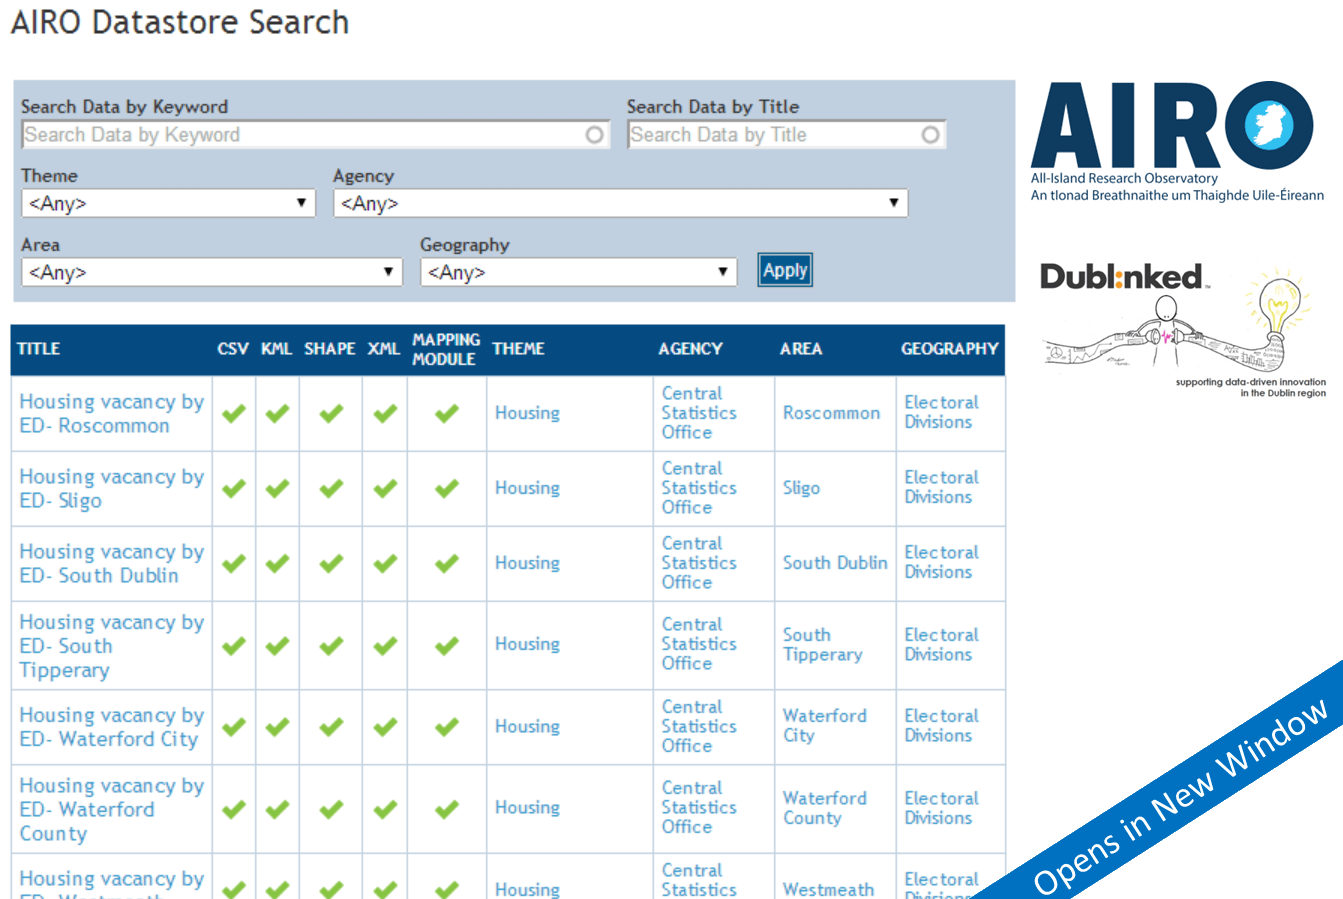 AIRO Datastore Search
Search Data by Keyword
Search Data by Title
Search Data by Keyword
Search Data by Title
Theme
Agency
<Any>
<Any>
Area
Geography
<Any>
<Any>
Apply
AIRO
All-Island Research Observatory
An tIonad Breathnaithe um Thaighde Uile-Éireann
Dublinked
supporting data-driven innovation
in the Dublin region
TITLE CSV KML SHAPE XML MAPPING MODULE THEME AGENCY AREA GEOGRAPHY
Housing vacancy by
ED- Roscommon
Housing
Central
Statistics
Office
Roscommon
Electoral
Divisions
Housing vacancy by
ED- Sligo
Housing
Central
Statistics
Office
Sligo
Electoral
Divisions
Housing vacancy by
ED- South Dublin
Housing
Central
Statistics
Office
South Dublin
Electoral
Divisions
Housing vacancy by
ED- South
Tipperary
Housing
Central
Statistics
Office
South
Tipperary
Electoral
Divisions
Housing vacancy by
ED- Waterford City
Housing
Central
Statistics
Office
Waterford
City
Electoral
Divisions
Housing vacancy by
ED- Waterford
County
Housing
Central
Statistics
Office
Waterford
County
Electoral
Divisions
Housing vacancy by
ED- Westmeath
Housing
Central
Statistics
Westmeath
Electoral
Opens in New Window